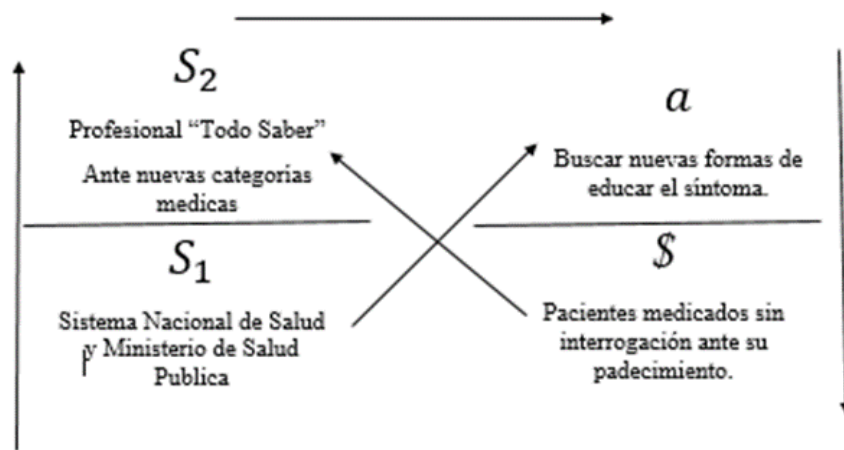 S₂
Profesional “Todo Saber”
Ante nuevas categorias
medicas
S₁
Sistema Nacional de Salud
y Ministerio de Salud
Publica
a
Buscar nuevas formas de
educar el síntoma.
$
Pacientes medicados sin
interrogación ante su
padecimiento.